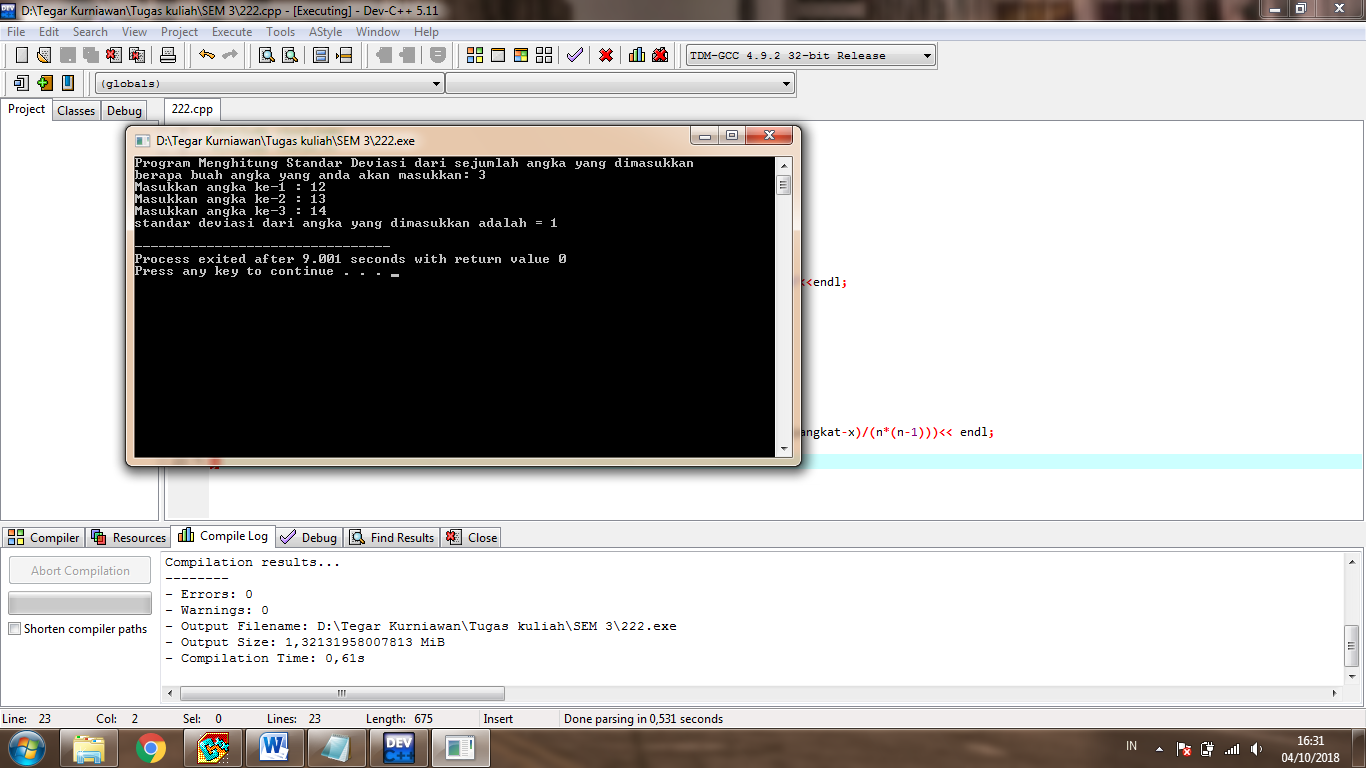 D:\Tegar Kurniawan\Tugas kuliah\SEM 3\222.cpp - [Executing] - Dev-C++ 5.11
File Edit Search View Project Execute Tools AStyle Window Help
TDM-GCC 4.9.2 32-bit Release
(globals)
Project Classes Debug 222.cpp
D:\Tegar Kurniawan\Tugas kuliah\SEM 3\222.exe
Program Menghitung Standar Deviasi dari sejumlah angka yang dimasukkan
berapa buah angka yang anda akan masukkan: 3
Masukkan angka ke-1 : 12
Masukkan angka ke-2 : 13
Masukkan angka ke-3 : 14
standar deviasi dari angka yang dimasukkan adalah = 1
--------------------------------
Process exited after 9.001 seconds with return value 0
Press any key to continue . . . _
<<endl;
angkat-x)/(n*(n-1)))<< endl;
Compiler Resources Compile Log Debug Find Results Close
Abort Compilation
Shorten compiler paths
Compilation results...
--------
- Errors: 0
- Warnings: 0
- Output Filename: D:\Tegar Kurniawan\Tugas kuliah\SEM 3\222.exe
- Output Size: 1,32131958007813 MiB
- Compilation Time: 0,61s
Line: 23 Col: 2 Sel: 0 Lines: 23 Length: 675 Insert Done parsing in 0,531 seconds
DEV C++
IN
16:31
04/10/2018